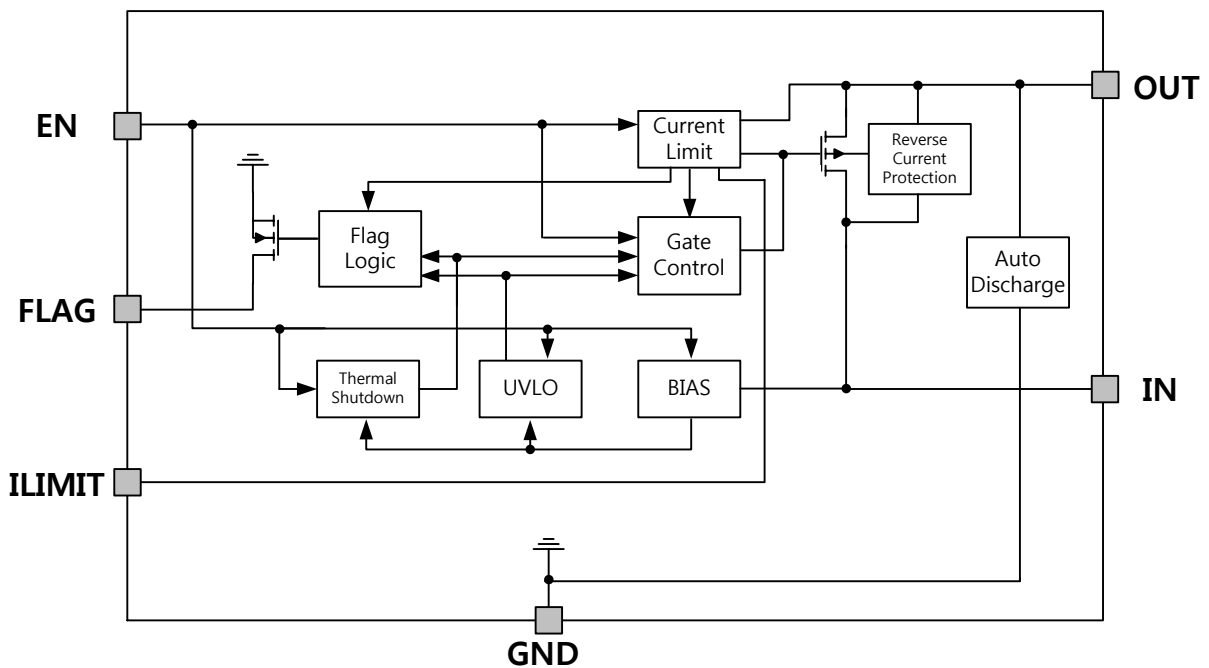 OUT
EN
Current
Limit
Reverse
Current
Protection
Flag
Logic
Gate
Control
Auto
Discharge
FLAG
Thermal
Shutdown
UVLO
BIAS
IN
ILIMIT
GND